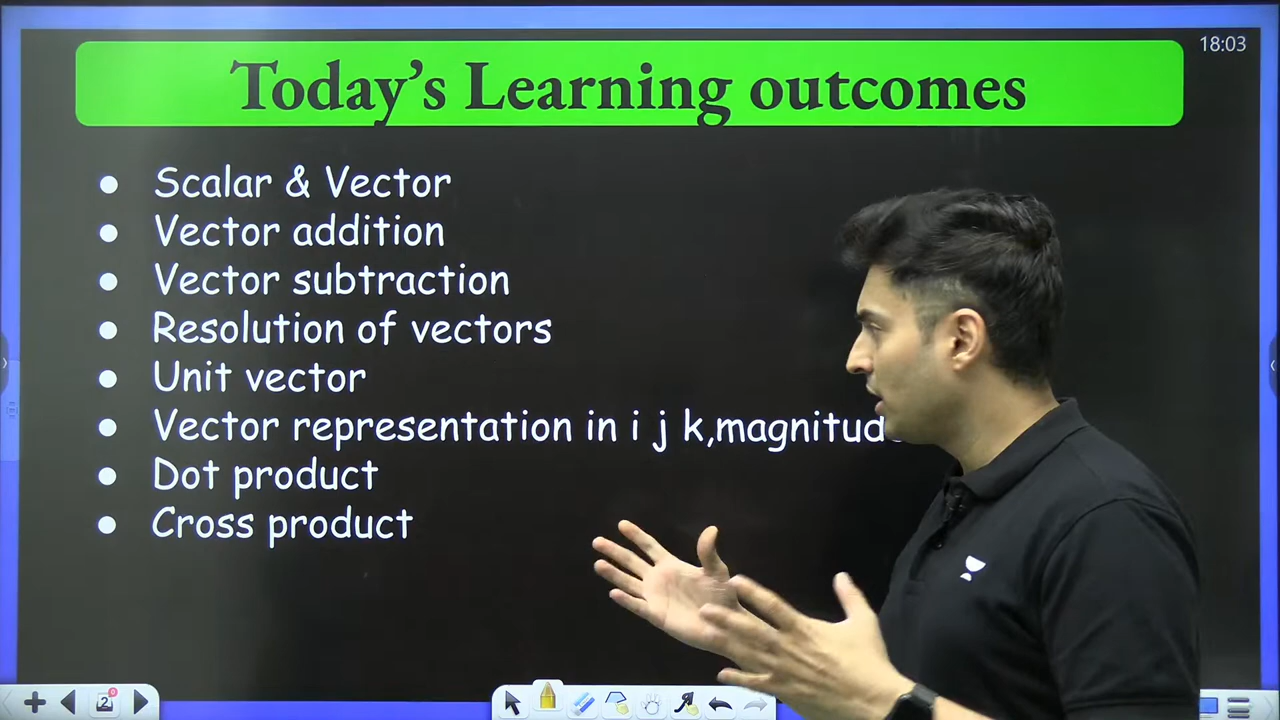 18:03
Today's Learning outcomes
● Scalar & Vector
● Vector addition
● Vector subtraction
● Resolution of vectors
● Unit vector
● Vector representation in i j k,magnitud
● Dot product
● Cross product
2